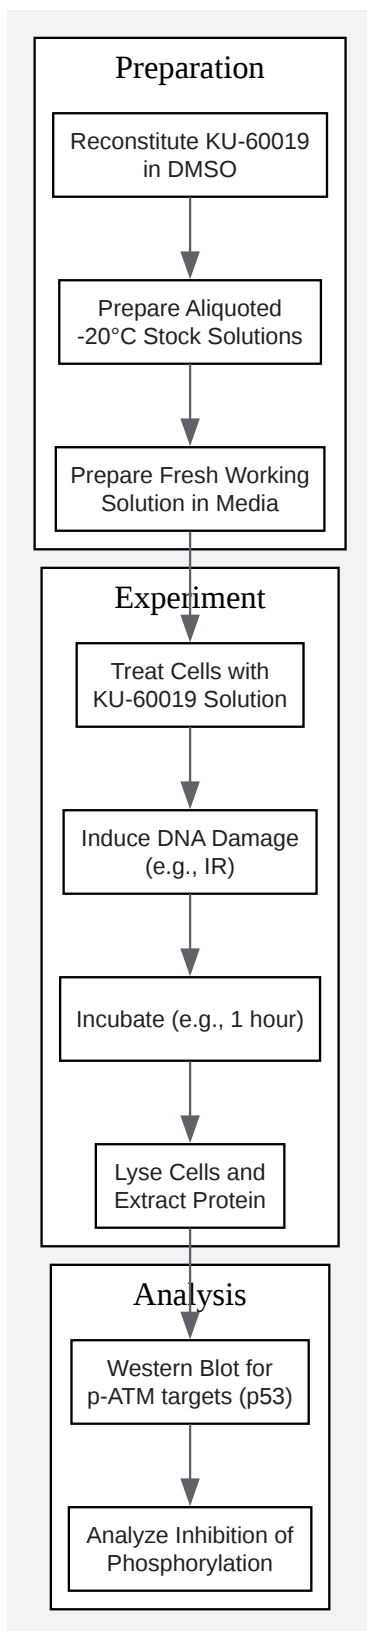 Preparation
Reconstitute KU-60019
in DMSO
Prepare Aliquoted
-20°C Stock Solutions
Prepare Fresh Working
Solution in Media
Experiment
Treat Cells with
KU-60019 Solution
Induce DNA Damage
(e.g., IR)
Incubate (e.g., 1 hour)
Lyse Cells and
Extract Protein
Analysis
Western Blot for
p-ATM targets (p53)
Analyze Inhibition of
Phosphorylation